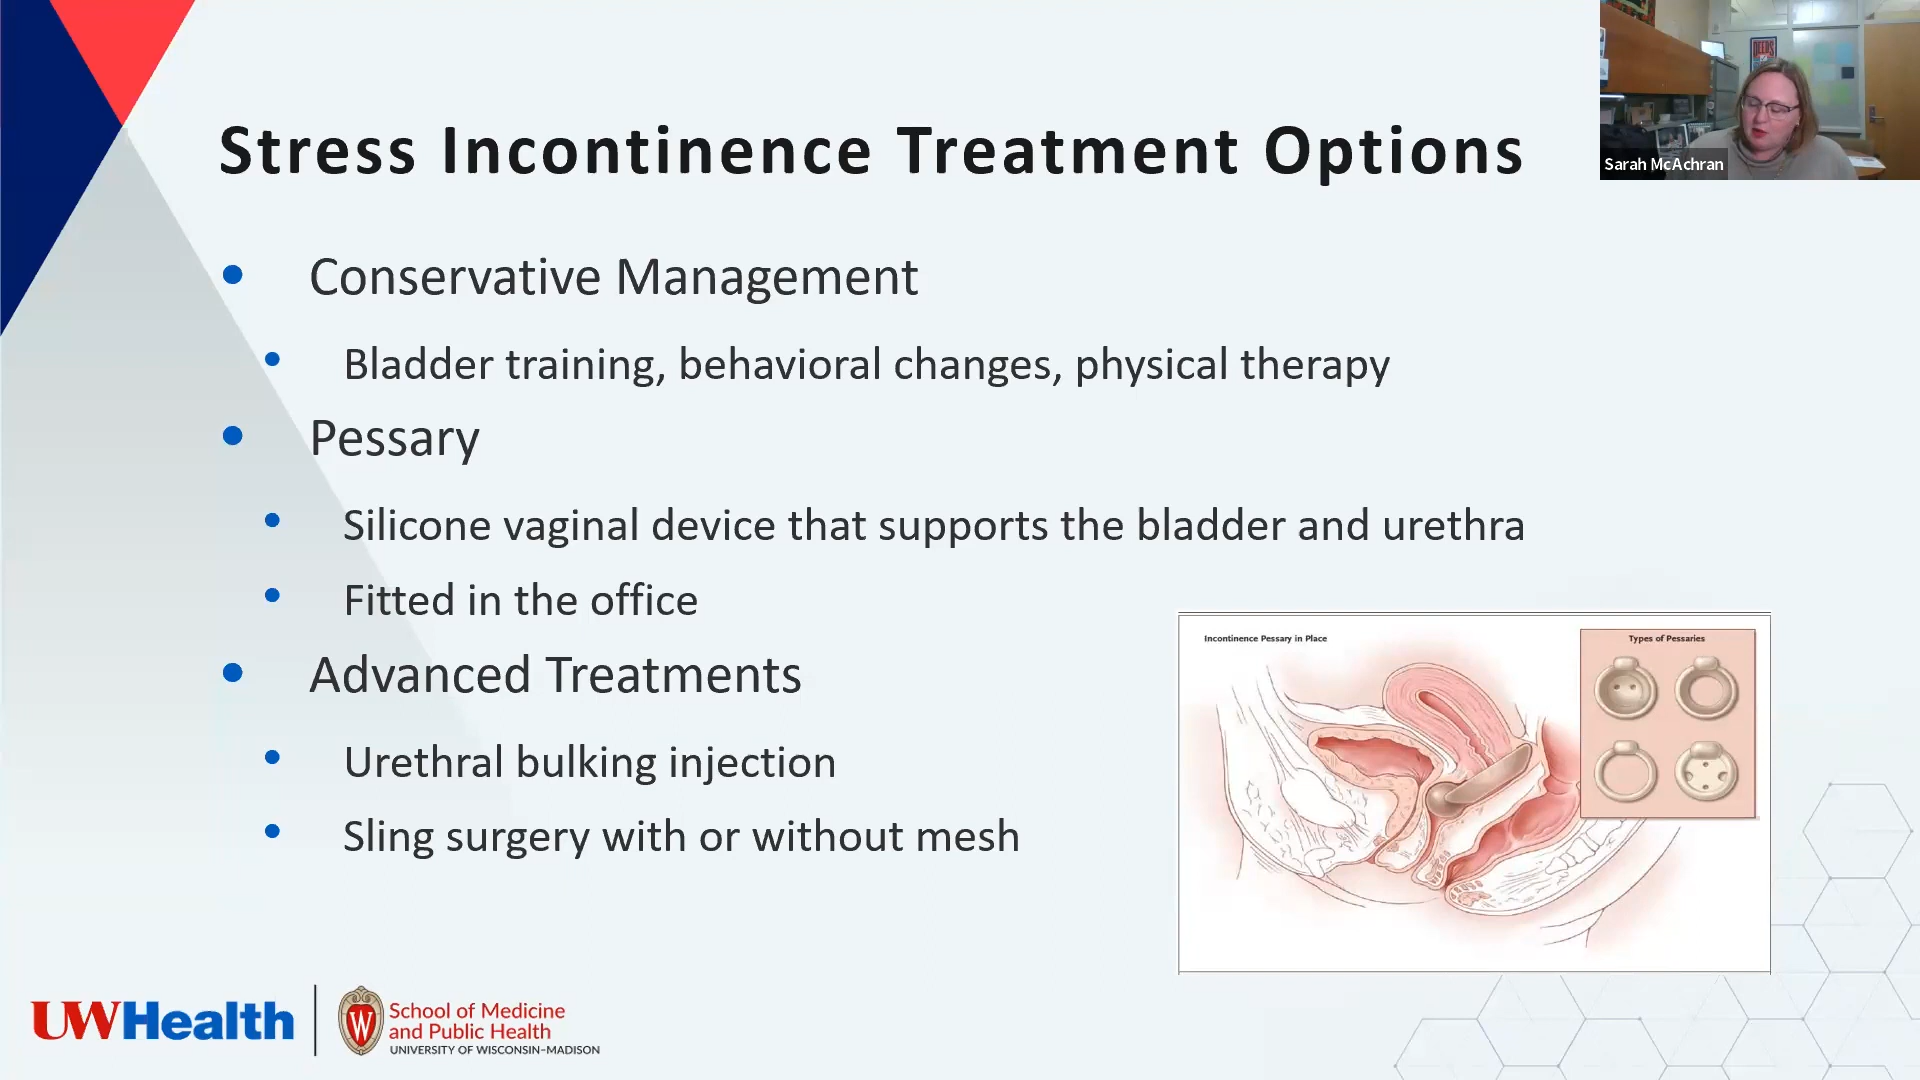 Stress Incontinence Treatment Options
Sarah McAchran
• Conservative Management
• Bladder training, behavioral changes, physical therapy
• Pessary
• Silicone vaginal device that supports the bladder and urethra
• Fitted in the office
• Advanced Treatments
• Urethral bulking injection
• Sling surgery with or without mesh
Incontinence Pessary in Place
Types of Pessaries
UWHealth
W
School of Medicine
and Public Health
UNIVERSITY OF WISCONSIN–MADISON